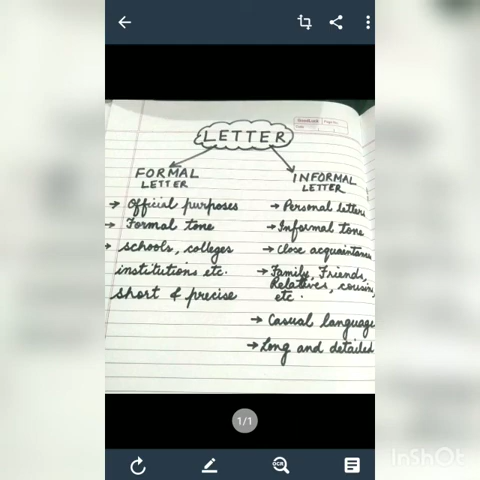 LETTER
FORMAL
LETTER
→ Official purposes
→ Formal tone
→ schools, colleges
institutions etc.
short & precise
INFORMAL
LETTER
→ Personal letters
→ Informal tone
→ Close acquaintances
→ Family, Friends,
Relatives, cousins,
etc.
→ Casual language
→ Long and detailed
1/1
OCR
InShOt